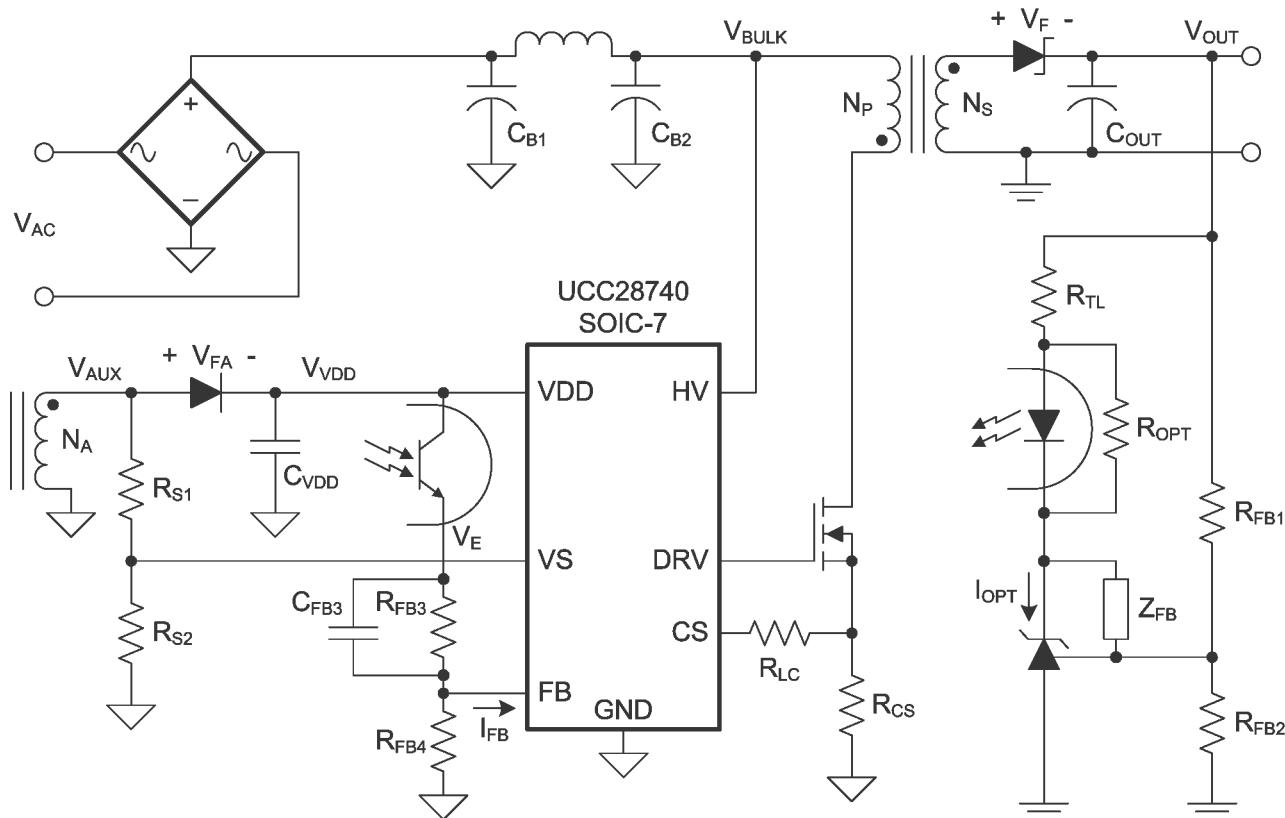 + V_F -
V_BULK
V_OUT
N_P
N_S
+
C_B1
C_B2
C_OUT
−
V_AC
UCC28740
SOIC-7
R_TL
V_AUX
+ V_FA -
V_VDD
VDD
HV
N_A
R_OPT
R_S1
C_VDD
R_FB1
V_E
VS
DRV
C_FB3
R_FB3
I_OPT
Z_FB
R_S2
CS
R_LC
FB
GND
R_CS
I_FB
R_FB4
R_FB2